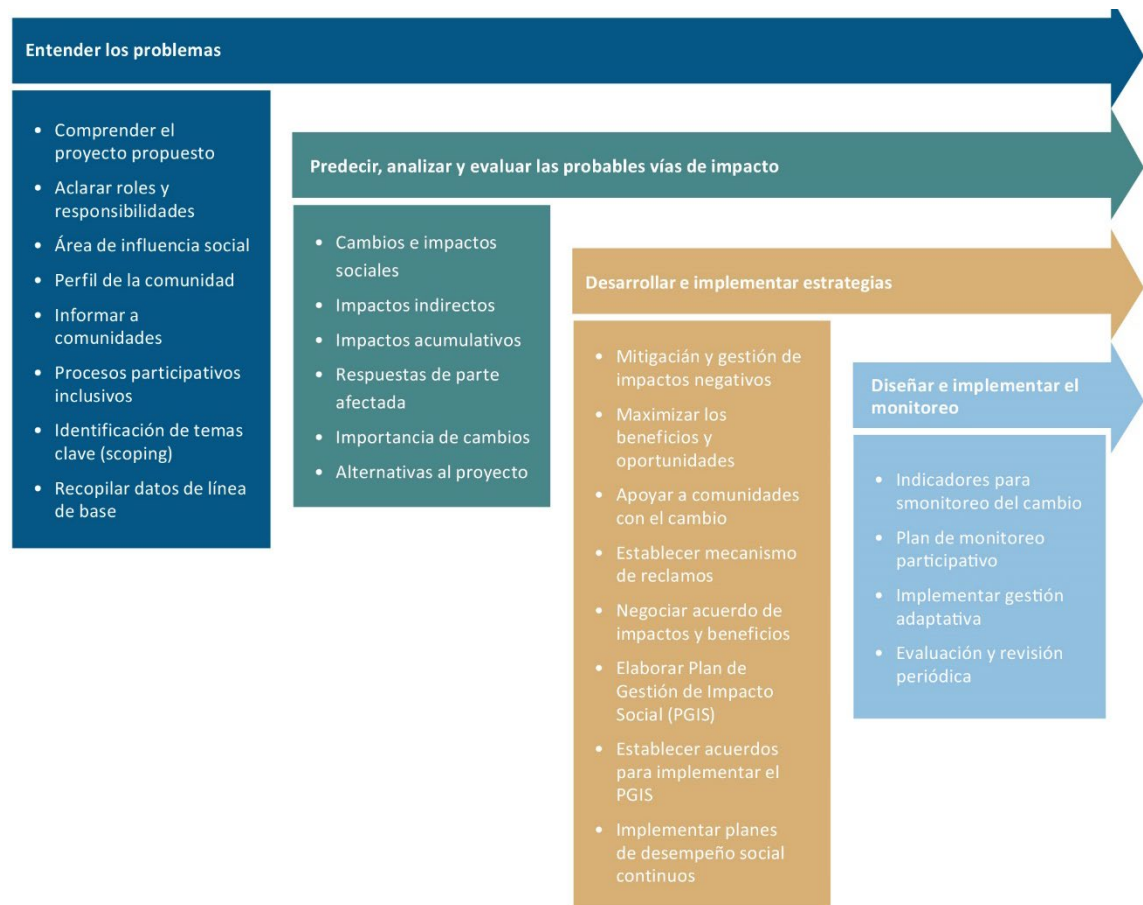 Entender los problemas
• Comprender el
proyecto propuesto
• Aclarar roles y
responsabilidades
• Área de influencia social
• Perfil de la comunidad
• Informar a
comunidades
• Procesos participativos
inclusivos
• Identificación de temas
clave (scoping)
• Recopilar datos de línea
de base
Predecir, analizar y evaluar las probables vías de impacto
• Cambios e impactos
sociales
• Impactos indirectos
• Impactos acumulativos
• Respuestas de parte
afectada
• Importancia de cambios
• Alternativas al proyecto
Desarrollar e implementar estrategias
• Mitigacián y gestión de
impactos negativos
• Maximizar los
beneficios y
oportunidades
• Apoyar a comunidades
con el cambio
• Establecer mecanismo
de reclamos
• Negociar acuerdo de
impactos y beneficios
• Elaborar Plan de
Gestión de Impacto
Social (PGIS)
• Establecer acuerdos
para implementar el
PGIS
• Implementar planes
de desempeño social
continuos
Diseñar e implementar el
monitoreo
• Indicadores para
smonitoreo del cambio
• Plan de monitoreo
participativo
• Implementar gestión
adaptativa
• Evaluación y revisión
periódica